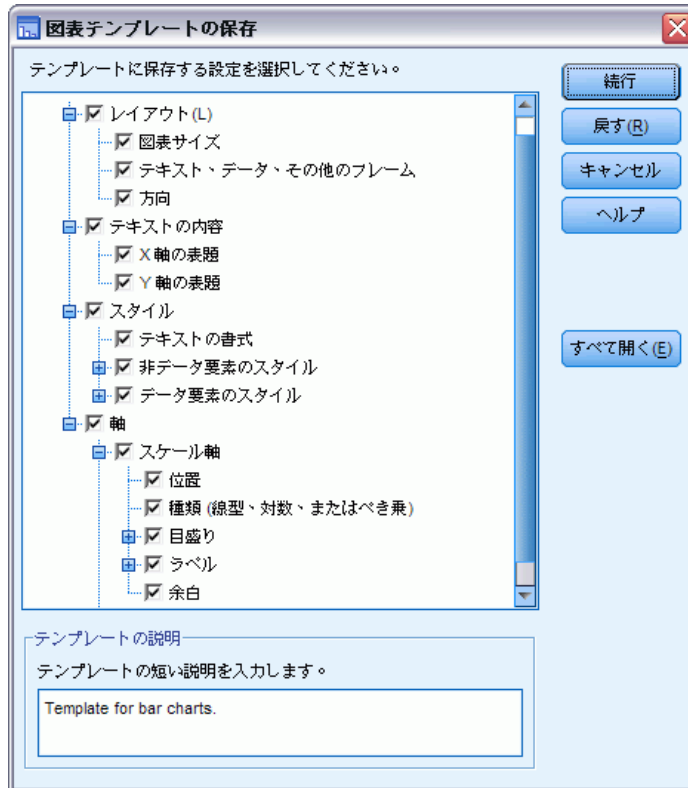 図表テンプレートの保存
テンプレートに保存する設定を選択してください。
レイアウト(L)
図表サイズ
テキスト、データ、その他のフレーム
方向
テキストの内容
X 軸の表題
Y 軸の表題
スタイル
テキストの書式
非データ要素のスタイル
データ要素のスタイル
軸
スケール軸
位置
種類 (線型、対数、またはべき乗)
目盛り
ラベル
余白
続行
戻す(R)
キャンセル
ヘルプ
すべて開く(E)
テンプレートの説明
テンプレートの短い説明を入力します。
Template for bar charts.